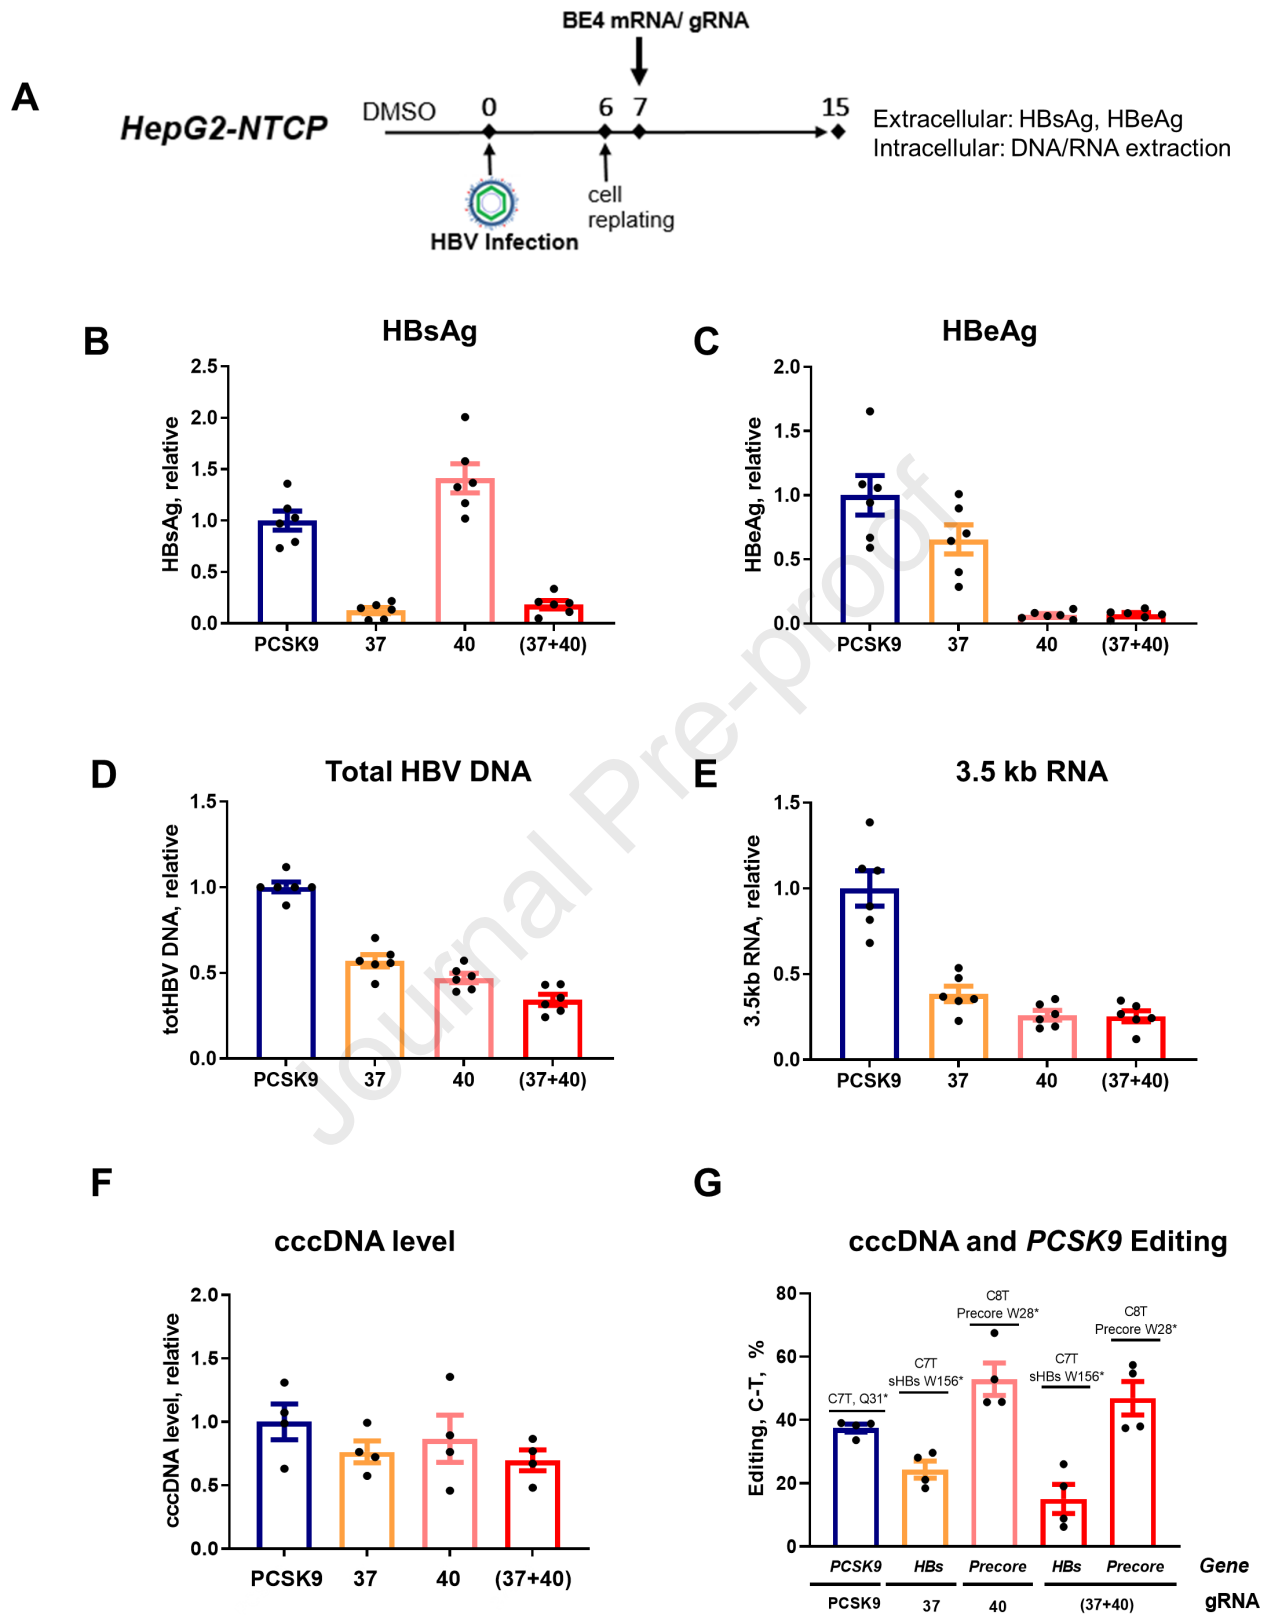 A
BE4 mRNA/ gRNA
HepG2-NTCP
DMSO
0
6
7
15
Extracellular: HBsAg, HBeAg
Intracellular: DNA/RNA extraction
HBV Infection
cell
replating
B
HBsAg
HBsAg, relative
2.5
2.0
1.5
1.0
0.5
0.0
PCSK9 37 40 (37+40)
C
HBeAg
HBeAg, relative
2.0
1.5
1.0
0.5
0.0
PCSK9 37 40 (37+40)
D
Total HBV DNA
totHBV DNA, relative
1.5
1.0
0.5
0.0
PCSK9 37 40 (37+40)
E
3.5 kb RNA
3.5kb RNA, relative
1.5
1.0
0.5
0.0
PCSK9 37 40 (37+40)
F
cccDNA level
cccDNA level, relative
2.0
1.5
1.0
0.5
0.0
PCSK9 37 40 (37+40)
G
cccDNA and PCSK9 Editing
Editing, C-T, %
80
60
40
20
0
C7T, Q31*
C7T
sHBs W156*
C8T
Precore W28*
C7T
sHBs W156*
C8T
Precore W28*
PCSK9 HBs Precore HBs Precore Gene
PCSK9 37 40 (37+40) gRNA
Journal Pre-proof